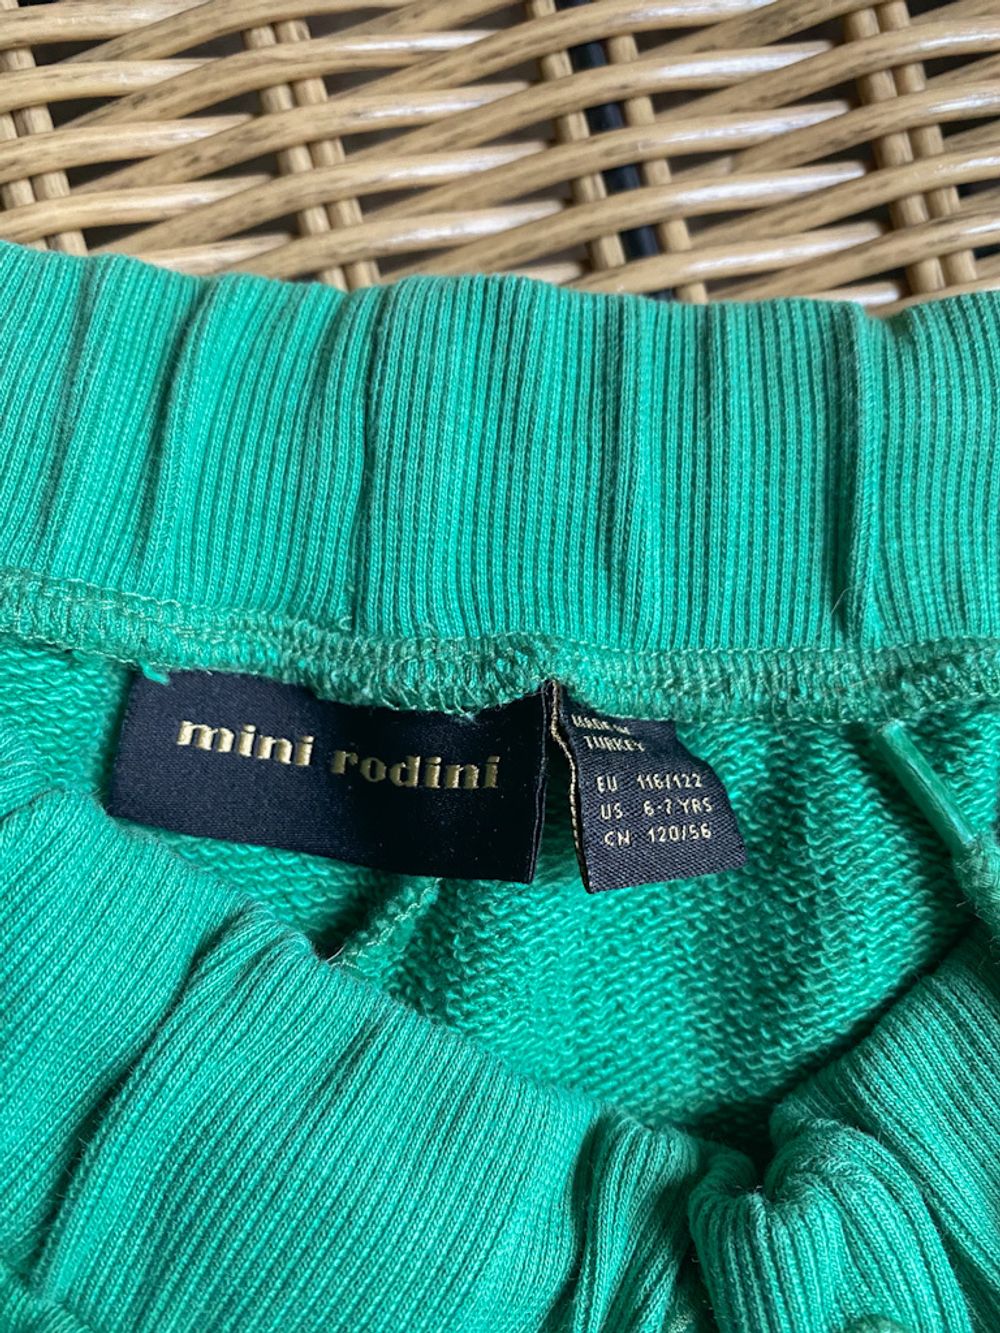 mini rodini
MADE IN
TURKEY
EU 116/122
US 6-7 YRS
CN 120/56